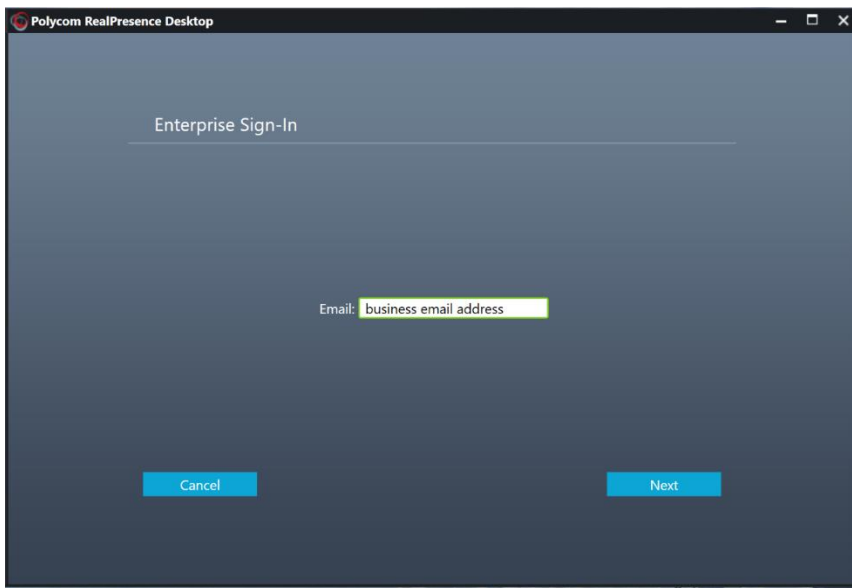 Polycom RealPresence Desktop
Enterprise Sign-In
Email: business email address
Cancel Next